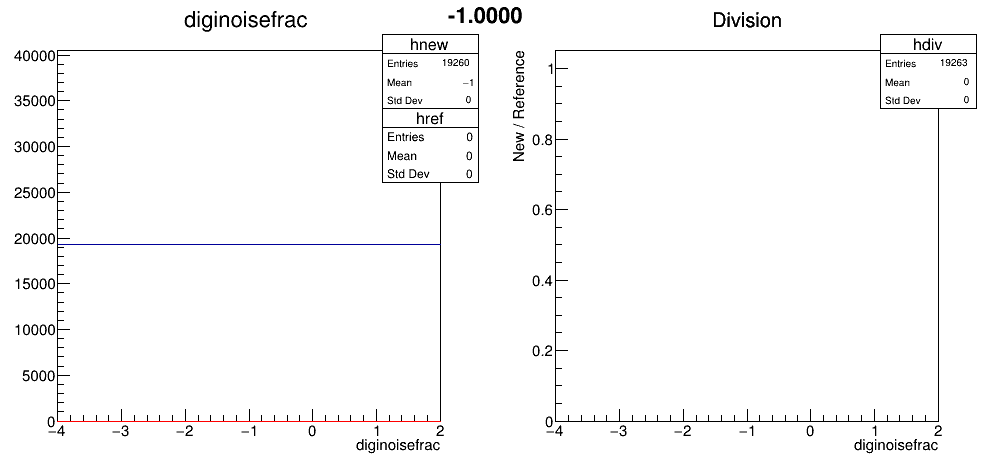 diginoisefrac
-1.0000
Division
hnew
Entries 19260
Mean −1
Std Dev 0
href
Entries 0
Mean 0
Std Dev 0
40000
35000
30000
25000
20000
15000
10000
5000
0
−4 −3 −2 −1 0 1 2
diginoisefrac
hdiv
Entries 19263
Mean 0
Std Dev 0
New / Reference
1
0.8
0.6
0.4
0.2
0
−4 −3 −2 −1 0 1 2
diginoisefrac